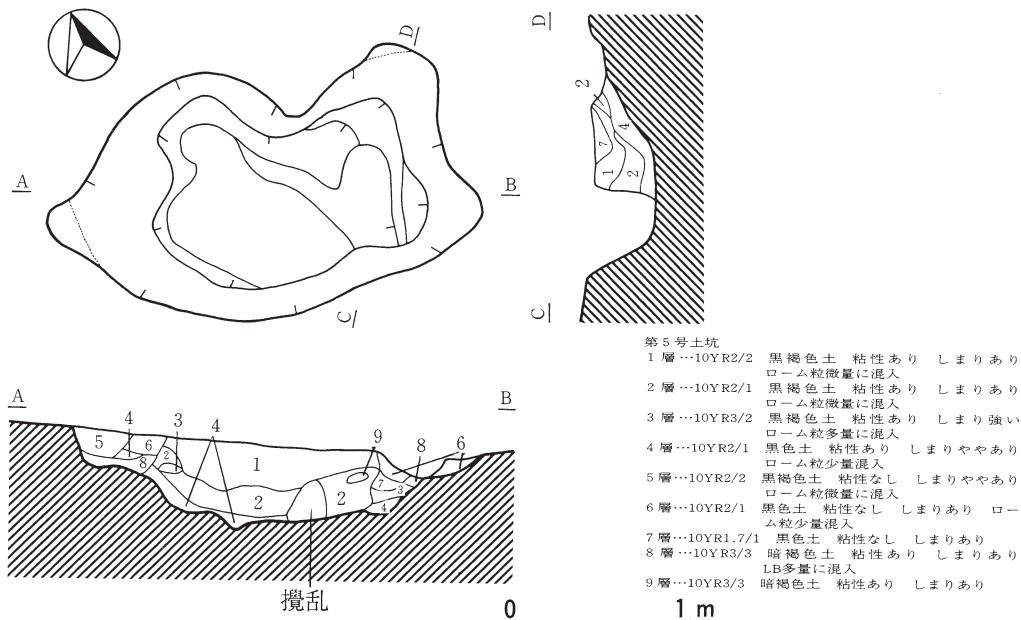 D
A
B
C
D
2
4
7
1
2
C
第5号土坑
1層…10YR2/2 黒褐色土 粘性あり しまりあり
ローム粒微量に混入
2層…10YR2/1 黒褐色土 粘性あり しまりあり
ローム粒微量に混入
3層…10YR3/2 黒褐色土 粘性あり しまり強い
ローム粒多量に混入
4層…10YR2/1 黒色土 粘性あり しまりややあり
ローム粒少量混入
5層…10YR2/2 黒褐色土 粘性なし しまりややあり
ローム粒微量に混入
6層…10YR2/1 黒色土 粘性なし しまりあり ロー
ム粒少量混入
7層…10YR1.7/1 黒色土 粘性なし しまりあり
8層…10YR3/3 暗褐色土 粘性あり しまりあり
LB多量に混入
9層…10YR3/3 暗褐色土 粘性あり しまりあり
A
B
4 3 4 9 8 6
5 6 2 8 1 7 3
2 2 4
攪乱
0 1m